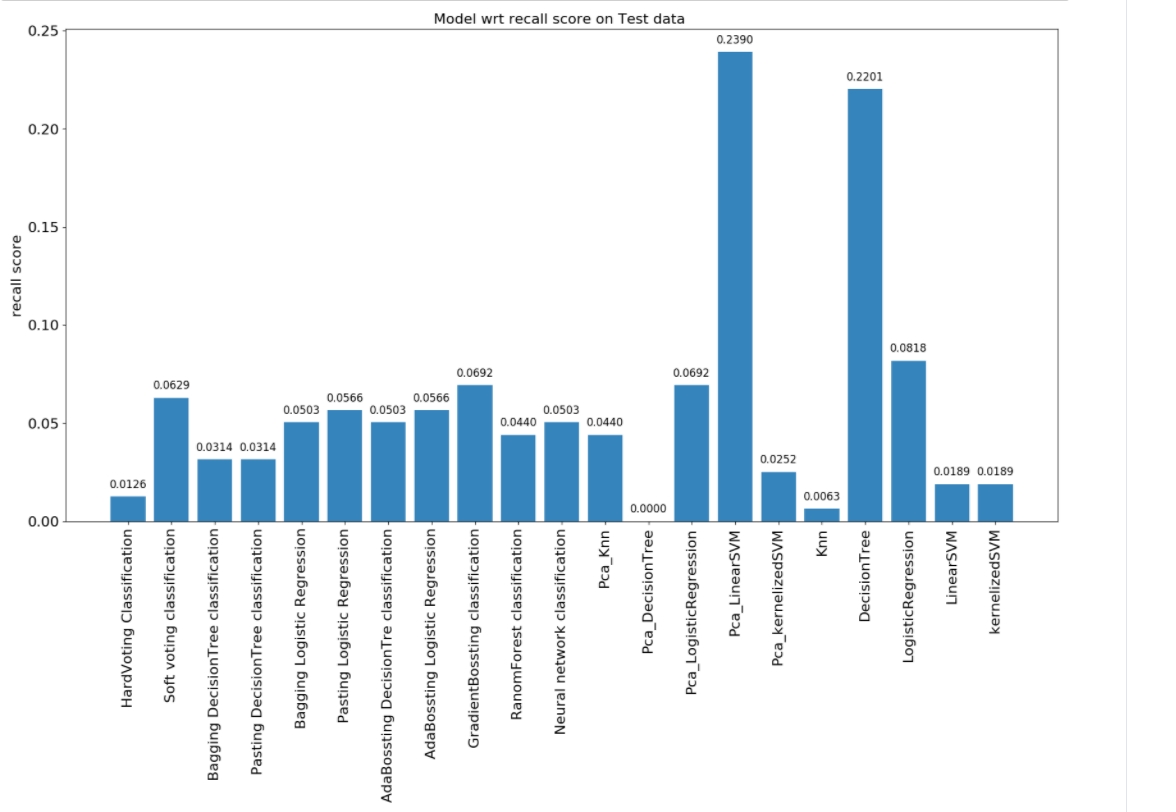 Model wrt recall score on Test data
recall score
0.25
0.20
0.15
0.10
0.05
0.00
0.0126
0.0629
0.0314
0.0314
0.0503
0.0566
0.0503
0.0566
0.0692
0.0440
0.0503
0.0440
0.0000
0.0692
0.2390
0.0252
0.0063
0.2201
0.0818
0.0189
0.0189
HardVoting Classification
Soft voting classification
Bagging DecisionTree classification
Pasting DecisionTree classification
Bagging Logistic Regression
Pasting Logistic Regression
AdaBossting DecisionTre classification
AdaBossting Logistic Regression
GradientBossting classification
RanomForest classification
Neural network classification
Pca_Knn
Pca_DecisionTree
Pca_LogisticRegression
Pca_LinearSVM
Pca_kernelizedSVM
Knn
DecisionTree
LogisticRegression
LinearSVM
kernelizedSVM